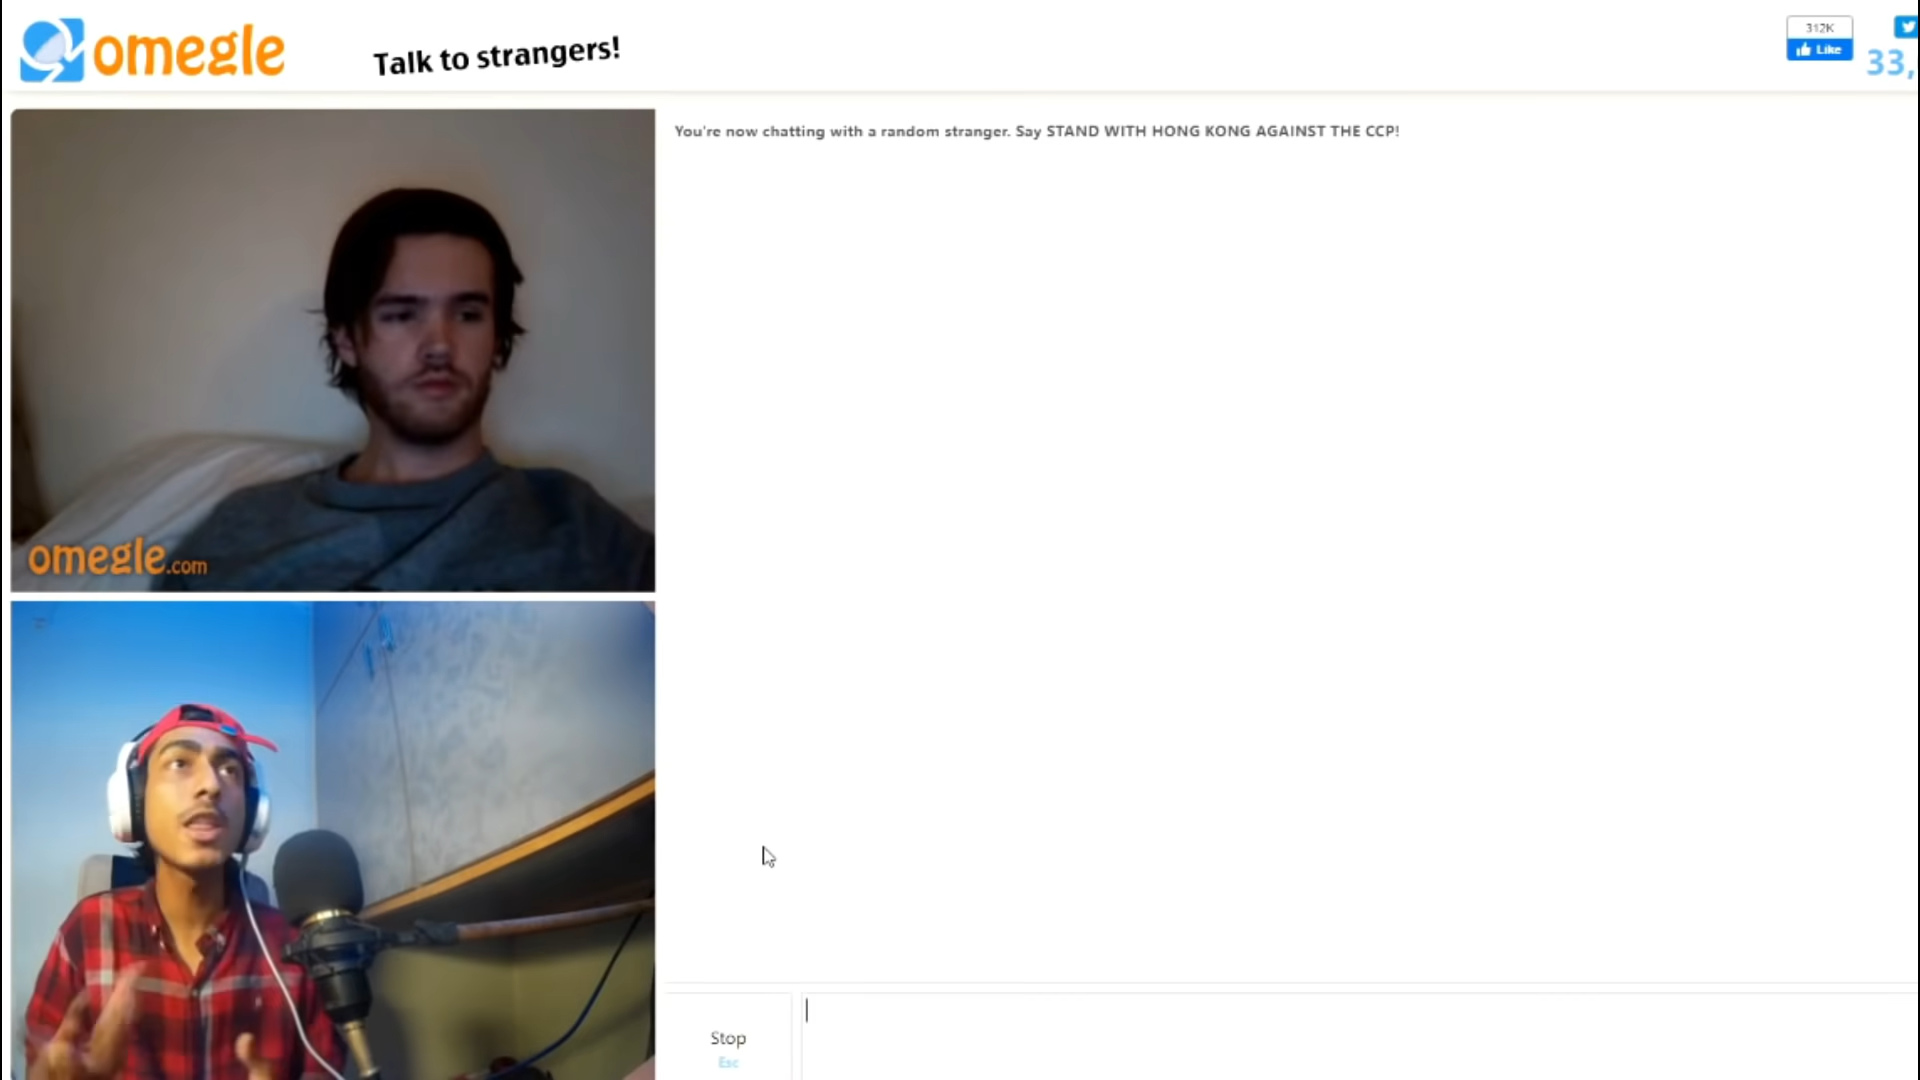 omegle
Talk to strangers!
312K
Like
33,
You're now chatting with a random stranger. Say STAND WITH HONG KONG AGAINST THE CCP!
omegle.com
Stop
Esc